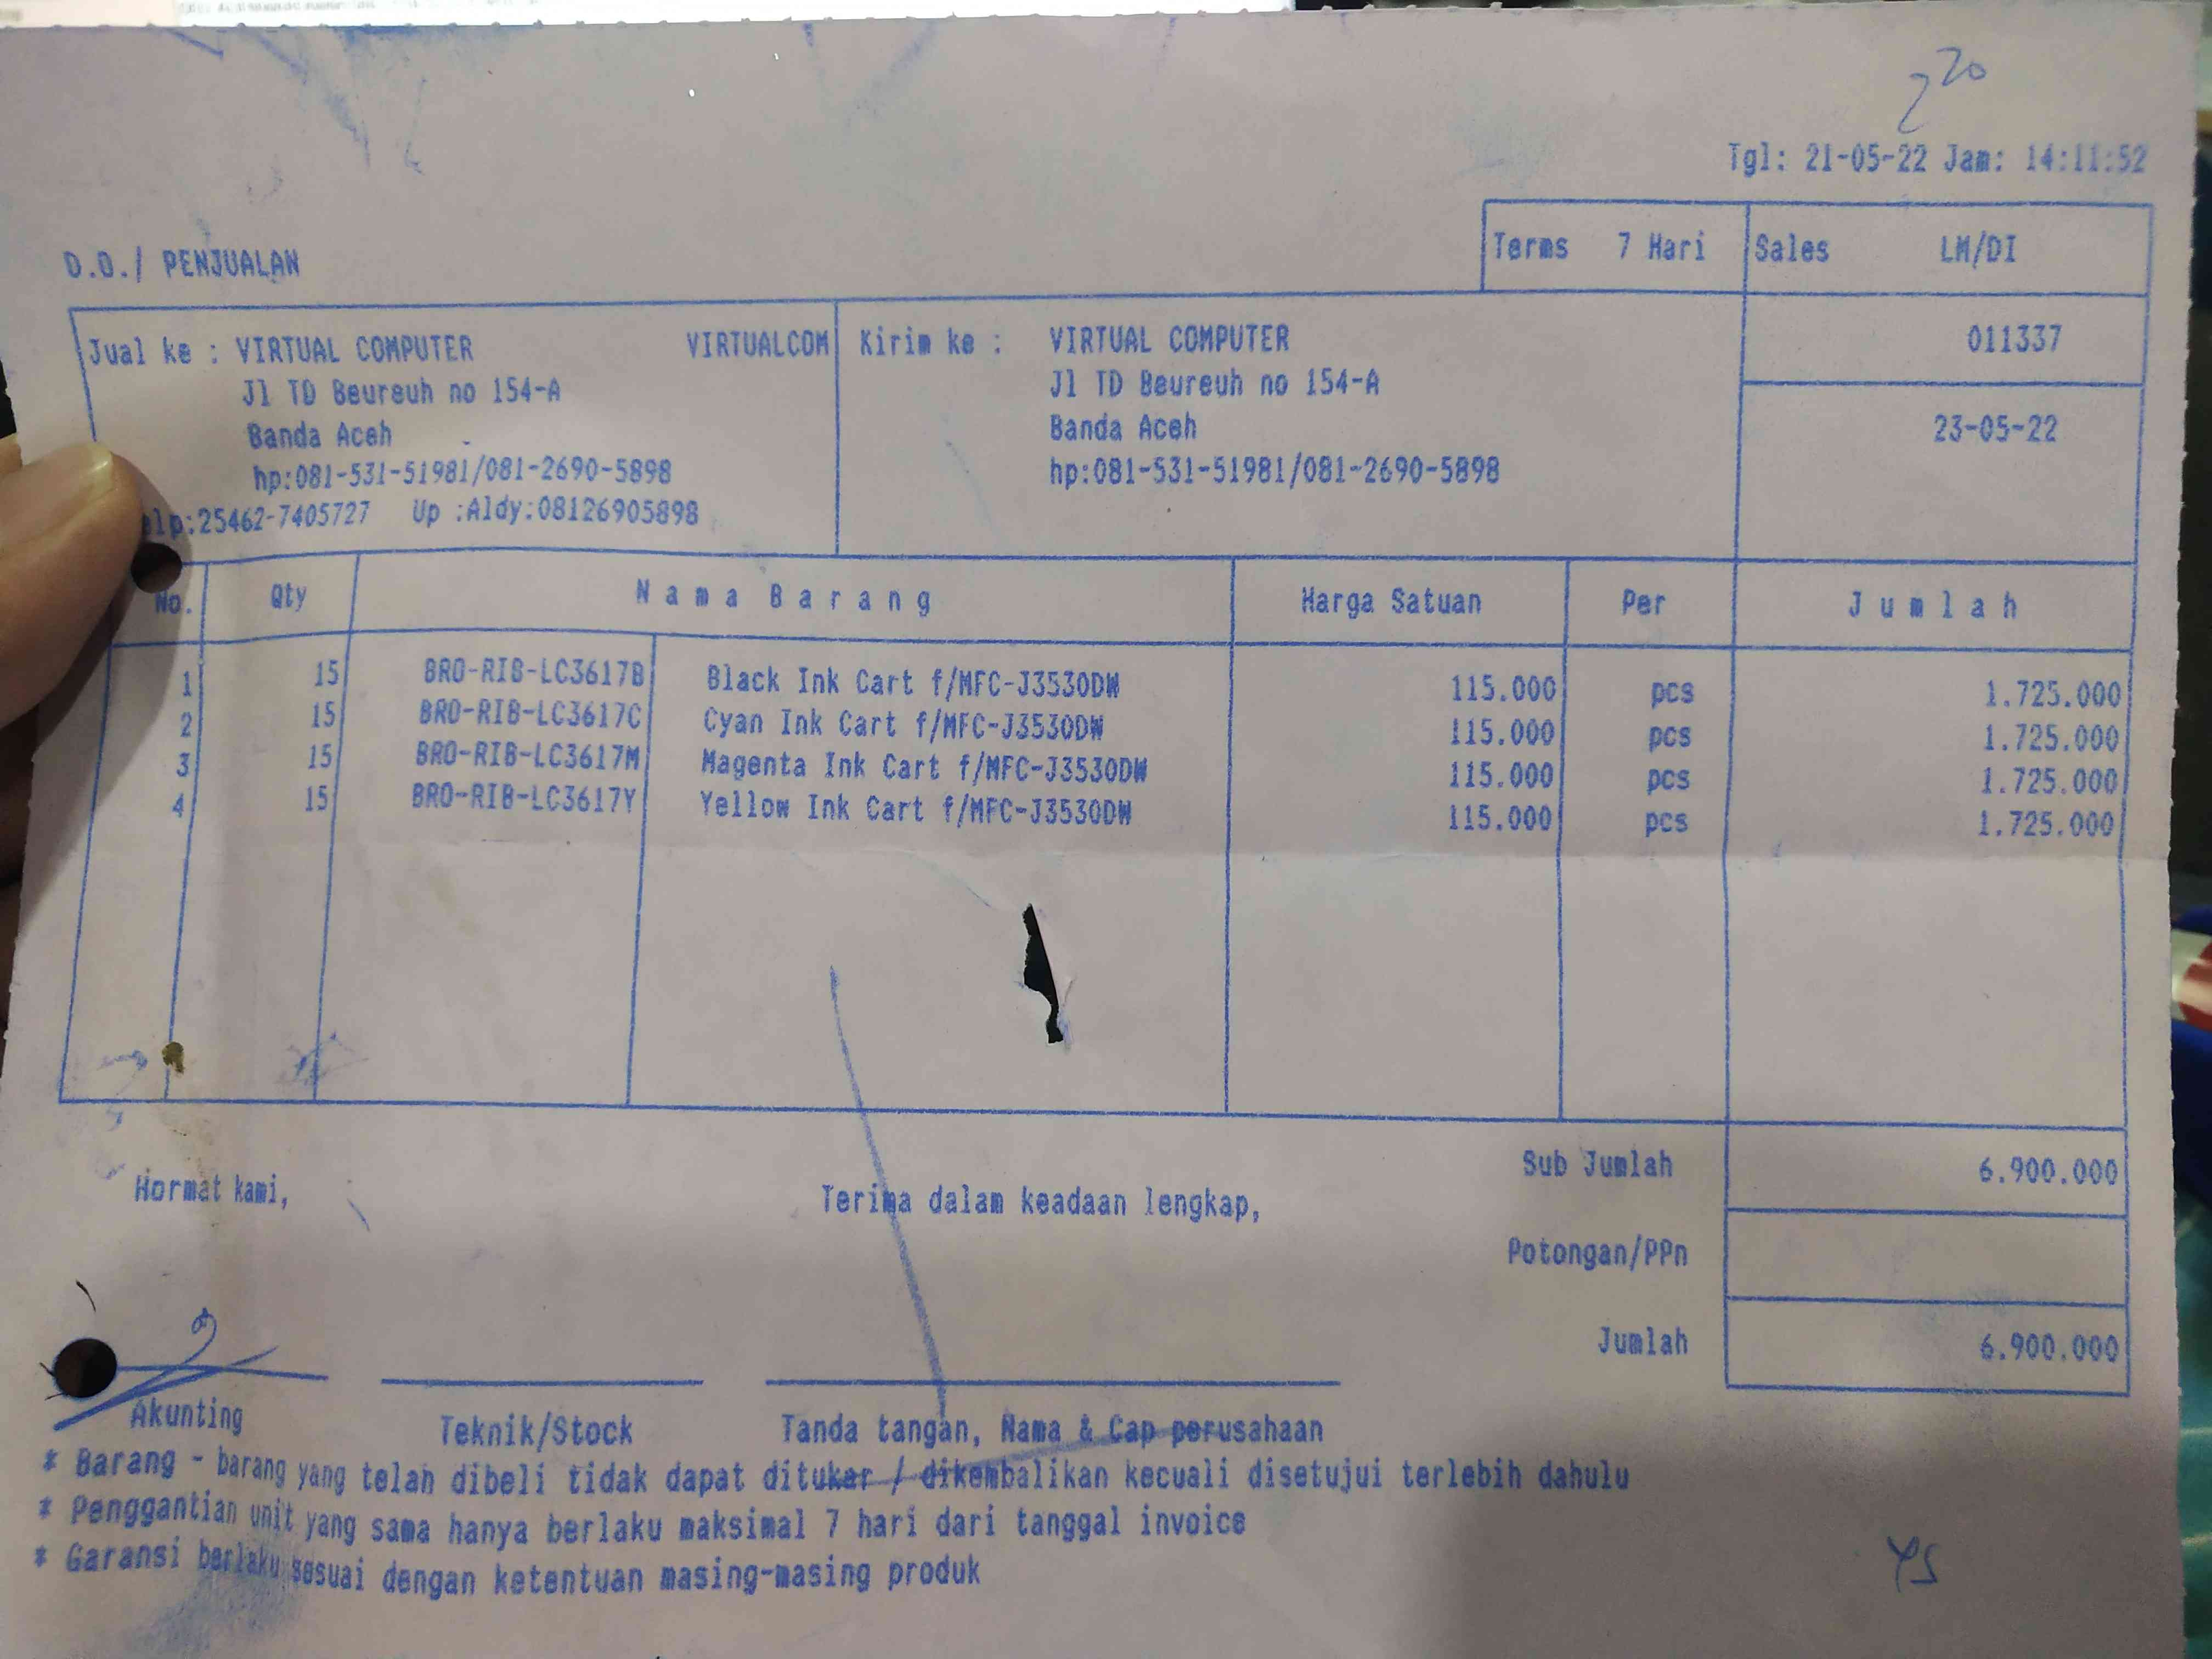 220
Tgl: 21-05-22 Jam: 14:11:52
Terms 7 Hari Sales LM/DI
D.O./ PENJUALAN
Jual ke : VIRTUAL COMPUTER VIRTUALCOM
Jl TD Beureuh no 154-A
Banda Aceh
hp:081-531-51981/081-2690-5898
elp:25462-7405727 Up :Aldy:08126905898
Kirim ke : VIRTUAL COMPUTER
Jl TD Beureuh no 154-A
Banda Aceh
hp:081-531-51981/081-2690-5898
011337
23-05-22
No. Qty Nama Barang Harga Satuan Per Jumlah
1 15 BRO-RIB-LC3617B Black Ink Cart f/MFC-J3530DW 115.000 pcs 1.725.000
2 15 BRO-RIB-LC3617C Cyan Ink Cart f/MFC-J3530DW 115.000 pcs 1.725.000
3 15 BRO-RIB-LC3617M Magenta Ink Cart f/MFC-J3530DW 115.000 pcs 1.725.000
4 15 BRO-RIB-LC3617Y Yellow Ink Cart f/MFC-J3530DW 115.000 pcs 1.725.000
Sub Jumlah 6.900.000
Potongan/PPn
Jumlah 6.900.000
Hormat kami,
Terima dalam keadaan lengkap,
Akunting Teknik/Stock Tanda tangan, Nama & Cap perusahaan
* Barang - barang yang telah dibeli tidak dapat ditukar / dikembalikan kecuali disetujui terlebih dahulu
* Penggantian unit yang sama hanya berlaku maksimal 7 hari dari tanggal invoice
* Garansi berlaku sesuai dengan ketentuan masing-masing produk